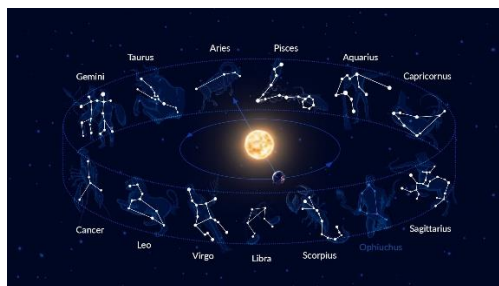 Gemini
Taurus
Aries
Pisces
Aquarius
Capricornus
Cancer
Leo
Virgo
Libra
Scorpius
Ophiuchus
Sagittarius